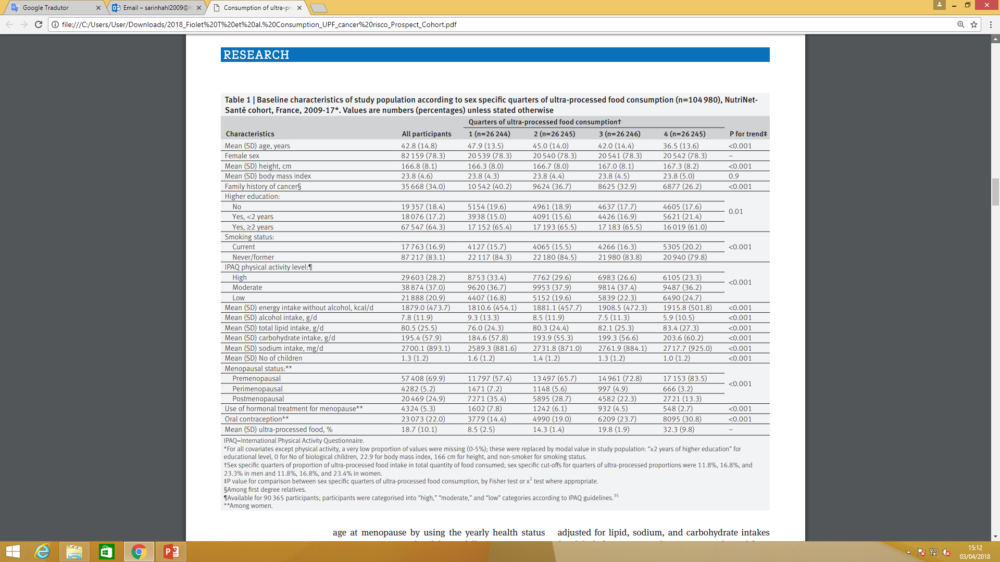 Google Tradutor
Email – sarinhahl2009@h
Consumption of ultra-pr
file:///C:/Users/User/Downloads/2018_Fiolet%20T%20et%20al.%20Consumption_UPF_cancer%20risco_Prospect_Cohort.pdf
RESEARCH
Table 1 | Baseline characteristics of study population according to sex specific quarters of ultra-processed food consumption (n=104 980), NutriNet-
Santé cohort, France, 2009-17*. Values are numbers (percentages) unless stated otherwise
Quarters of ultra-processed food consumption†
Characteristics All participants 1 (n=26 244) 2 (n=26 245) 3 (n=26 246) 4 (n=26 245) P for trend‡
Mean (SD) age, years 42.8 (14.8) 47.9 (13.5) 45.0 (14.0) 42.0 (14.4) 36.5 (13.6) <0.001
Female sex 82 159 (78.3) 20 539 (78.3) 20 540 (78.3) 20 541 (78.3) 20 542 (78.3) –
Mean (SD) height, cm 166.8 (8.1) 166.3 (8.0) 166.7 (8.0) 167.0 (8.1) 167.3 (8.2) <0.001
Mean (SD) body mass index 23.8 (4.6) 23.8 (4.3) 23.8 (4.4) 23.8 (4.5) 23.8 (5.0) 0.9
Family history of cancer§ 35 668 (34.0) 10 542 (40.2) 9624 (36.7) 8625 (32.9) 6877 (26.2) <0.001
Higher education:
No 19 357 (18.4) 5154 (19.6) 4961 (18.9) 4637 (17.7) 4605 (17.6)
0.01
Yes, <2 years 18 076 (17.2) 3938 (15.0) 4091 (15.6) 4426 (16.9) 5621 (21.4)
Yes, ≥2 years 67 547 (64.3) 17 152 (65.4) 17 193 (65.5) 17 183 (65.5) 16 019 (61.0)
Smoking status:
Current 17 763 (16.9) 4127 (15.7) 4065 (15.5) 4266 (16.3) 5305 (20.2) <0.001
Never/former 87 217 (83.1) 22 117 (84.3) 22 180 (84.5) 21 980 (83.8) 20 940 (79.8)
IPAQ physical activity level:¶
High 29 603 (28.2) 8753 (33.4) 7762 (29.6) 6983 (26.6) 6105 (23.3)
<0.001
Moderate 38 874 (37.0) 9620 (36.7) 9953 (37.9) 9814 (37.4) 9487 (36.2)
Low 21 888 (20.9) 4407 (16.8) 5152 (19.6) 5839 (22.3) 6490 (24.7)
Mean (SD) energy intake without alcohol, kcal/d 1879.0 (473.7) 1810.6 (454.1) 1881.1 (457.7) 1908.5 (472.3) 1915.8 (501.8) <0.001
Mean (SD) alcohol intake, g/d 7.8 (11.9) 9.3 (13.3) 8.5 (11.9) 7.5 (11.3) 5.9 (10.5) <0.001
Mean (SD) total lipid intake, g/d 80.5 (25.5) 76.0 (24.3) 80.3 (24.4) 82.1 (25.3) 83.4 (27.3) <0.001
Mean (SD) carbohydrate intake, g/d 195.4 (57.9) 184.6 (57.8) 193.9 (55.3) 199.3 (56.6) 203.6 (60.2) <0.001
Mean (SD) sodium intake, mg/d 2700.1 (893.1) 2589.3 (881.6) 2731.8 (871.0) 2761.9 (884.1) 2717.7 (925.0) <0.001
Mean (SD) No of children 1.3 (1.2) 1.6 (1.2) 1.4 (1.2) 1.3 (1.2) 1.0 (1.2) <0.001
Menopausal status:**
Premenopausal 57 408 (69.9) 11 797 (57.4) 13 497 (65.7) 14 961 (72.8) 17 153 (83.5)
<0.001
Perimenopausal 4282 (5.2) 1471 (7.2) 1148 (5.6) 997 (4.9) 666 (3.2)
Postmenopausal 20 469 (24.9) 7271 (35.4) 5895 (28.7) 4582 (22.3) 2721 (13.3)
Use of hormonal treatment for menopause** 4324 (5.3) 1602 (7.8) 1242 (6.1) 932 (4.5) 548 (2.7) <0.001
Oral contraception** 23 073 (22.0) 3779 (14.4) 4990 (19.0) 6209 (23.7) 8095 (30.8) <0.001
Mean (SD) ultra-processed food, % 18.7 (10.1) 8.5 (2.5) 14.3 (1.4) 19.8 (1.9) 32.3 (9.8) –
IPAQ=International Physical Activity Questionnaire.
*For all covariates except physical activity, a very low proportion of values were missing (0-5%); these were replaced by modal value in study population: “≥2 years of higher education” for
educational level, 0 for No of biological children, 22.9 for body mass index, 166 cm for height, and non-smoker for smoking status.
†Sex specific quarters of proportion of ultra-processed food intake in total quantity of food consumed; sex specific cut-offs for quarters of ultra-processed proportions were 11.8%, 16.8%, and
23.3% in men and 11.8%, 16.8%, and 23.4% in women.
‡P value for comparison between sex specific quarters of ultra-processed food consumption, by Fisher test or x² test where appropriate.
§Among first degree relatives.
¶Available for 90 365 participants; participants were categorised into “high,” “moderate,” and “low” categories according to IPAQ guidelines.35
**Among women.
age at menopause by using the yearly health status
adjusted for lipid, sodium, and carbohydrate intakes
15:12
03/04/2018